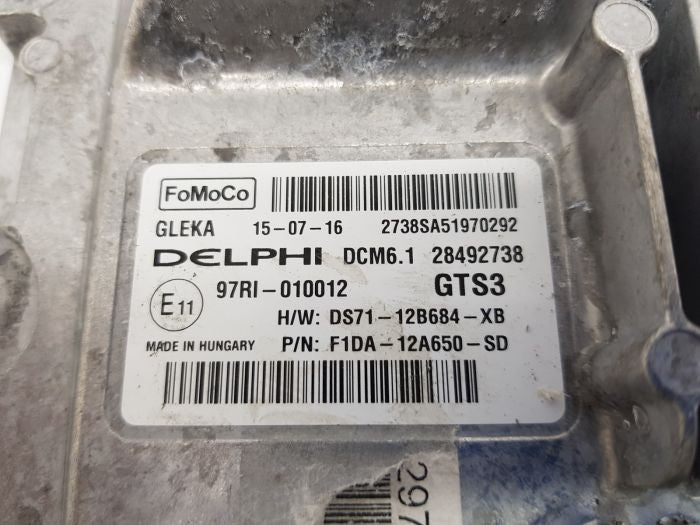 FoMoCo
GLEKA 15-07-16 2738SA51970292
DELPHI DCM6.1 28492738
E11 97RI-010012 GTS3
H/W: DS71-12B684-XB
MADE IN HUNGARY P/N: F1DA-12A650-SD
297